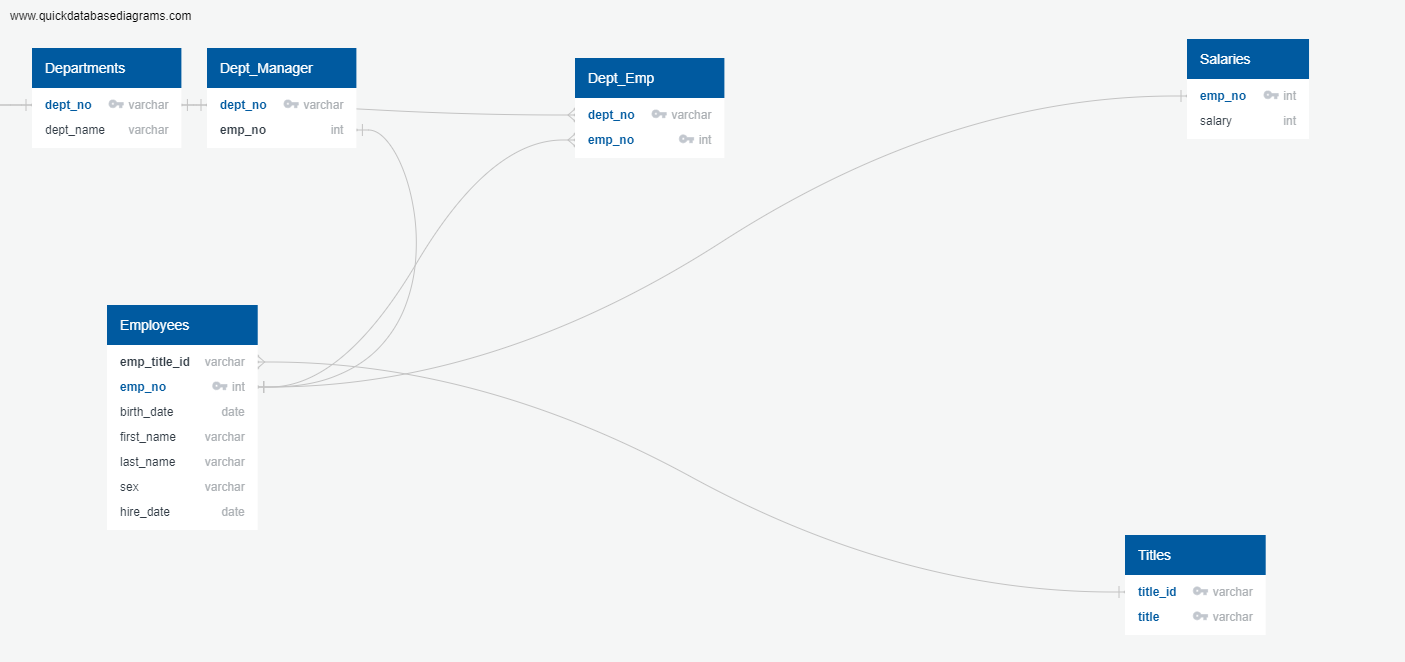 www.quickdatabasediagrams.com
Departments
dept_no varchar
dept_name varchar
Dept_Manager
dept_no varchar
emp_no int
Dept_Emp
dept_no varchar
emp_no int
Salaries
emp_no int
salary int
Employees
emp_title_id varchar
emp_no int
birth_date date
first_name varchar
last_name varchar
sex varchar
hire_date date
Titles
title_id varchar
title varchar